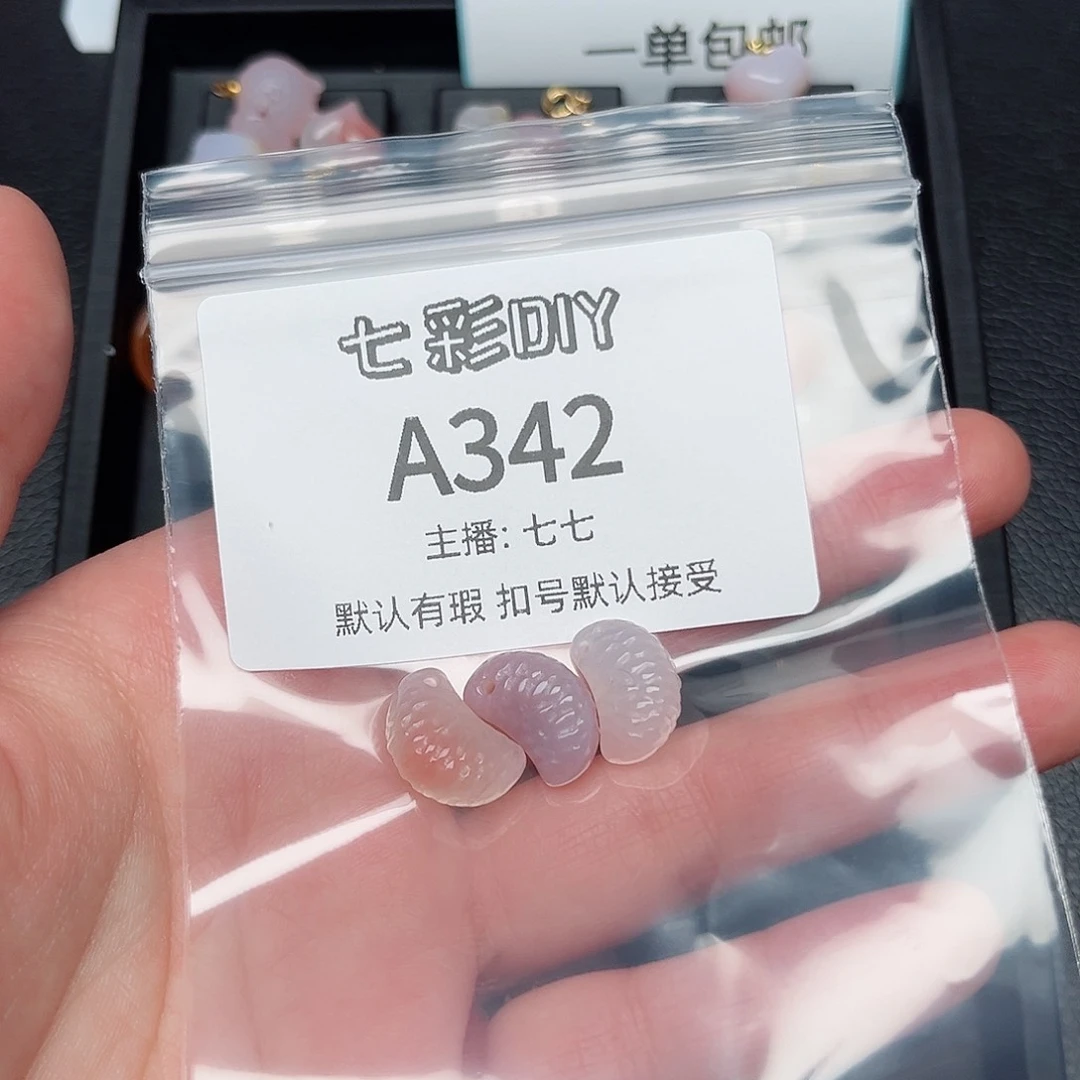 一单包邮
七彩DIY
A342
主播: 七七
默认有瑕 扣号默认接受